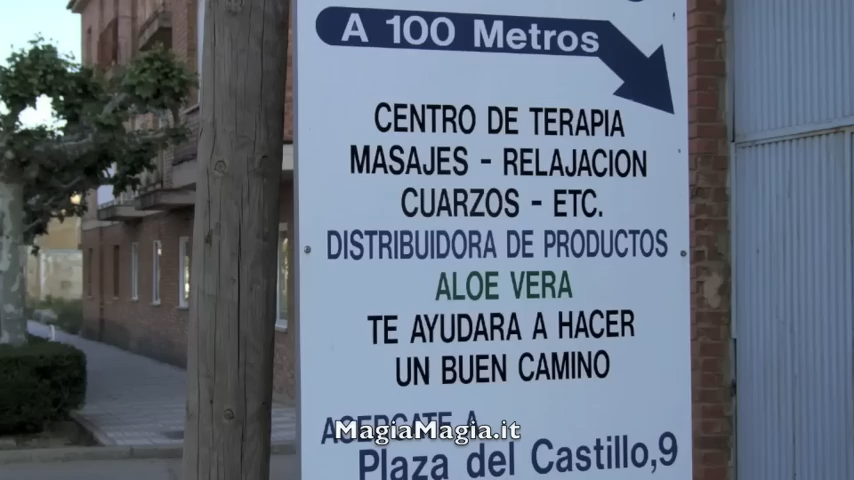 A 100 Metros
CENTRO DE TERAPIA
MASAJES - RELAJACION
CUARZOS - ETC.
DISTRIBUIDORA DE PRODUCTOS
ALOE VERA
TE AYUDARA A HACER
UN BUEN CAMINO
ACERCATE A
MagiaMagia.it
Plaza del Castillo,9